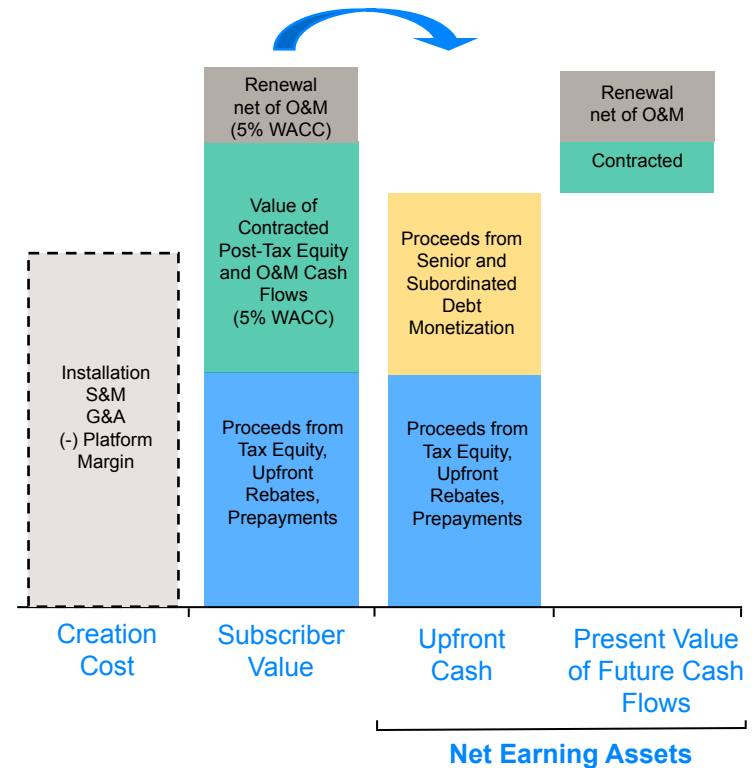 Installation
S&M
G&A
(-) Platform
Margin
Renewal
net of O&M
(5% WACC)
Value of
Contracted
Post-Tax Equity
and O&M Cash
Flows
(5% WACC)
Proceeds from
Tax Equity,
Upfront
Rebates,
Prepayments
Proceeds from
Senior and
Subordinated
Debt
Monetization
Proceeds from
Tax Equity,
Upfront
Rebates,
Prepayments
Renewal
net of O&M
Contracted
Creation
Cost
Subscriber
Value
Upfront
Cash
Present Value
of Future Cash
Flows
Net Earning Assets